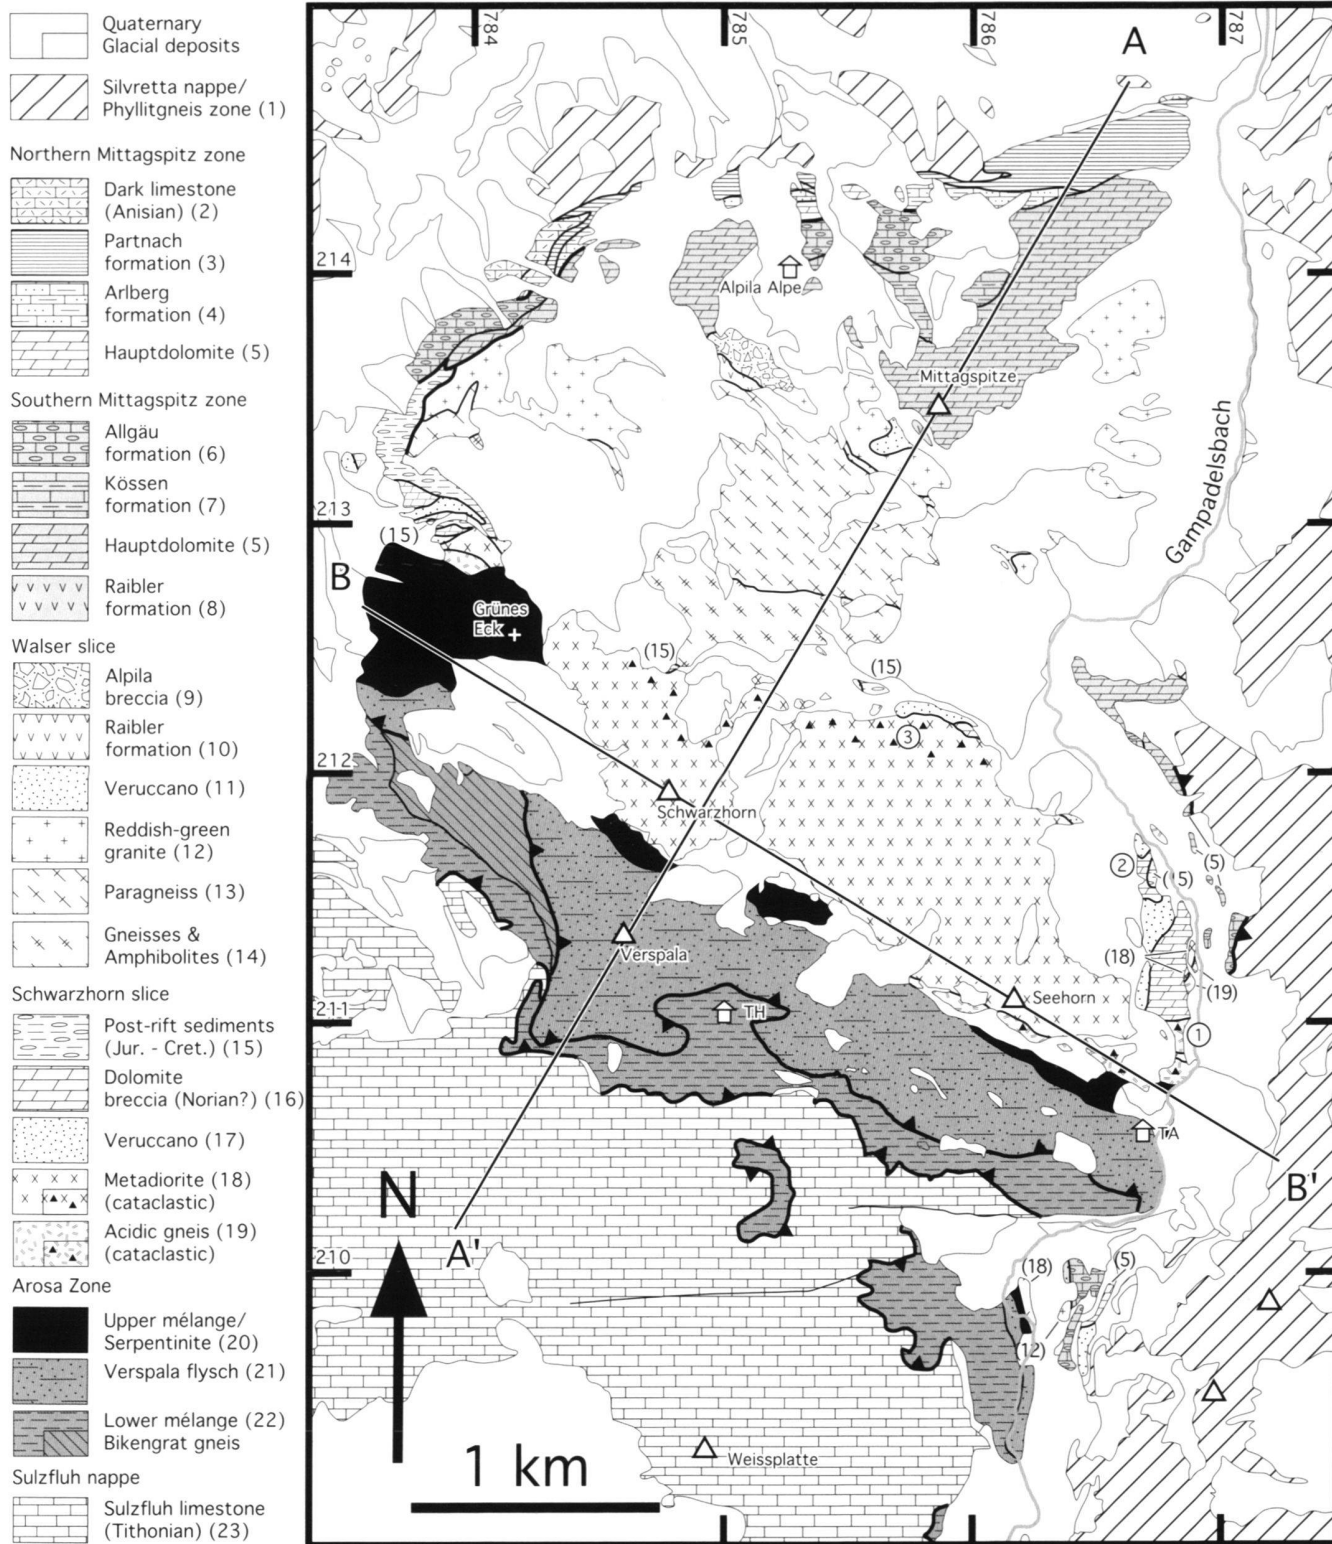 Quaternary
Glacial deposits
Silvretta nappe/
Phyllitgneis zone (1)
Northern Mittagspitz zone
Dark limestone
(Anisian) (2)
Partnach
formation (3)
Arlberg
formation (4)
Hauptdolomite (5)
Southern Mittagspitz zone
Allgäu
formation (6)
Kössen
formation (7)
Hauptdolomite (5)
Raibler
formation (8)
Walser slice
Alpila
breccia (9)
Raibler
formation (10)
Veruccano (11)
Reddish-green
granite (12)
Paragneiss (13)
Gneisses &
Amphibolites (14)
Schwarzhorn slice
Post-rift sediments
(Jur. - Cret.) (15)
Dolomite
breccia (Norian?) (16)
Veruccano (17)
Metadiorite (18)
(cataclastic)
Acidic gneis (19)
(cataclastic)
Arosa Zone
Upper mélange/
Serpentinite (20)
Verspala flysch (21)
Lower mélange (22)
Bikengrat gneis
Sulzfluh nappe
Sulzfluh limestone
(Tithonian) (23)
784
785
786
787
A
214
Alpila Alpe
Mittagspitze
Gampadelsbach
213
(15)
B
Grünes
Eck
(15)
(15)
3
212
Schwarzhorn
2
(15)
(5)
Verspala
(18)
(19)
Seehorn
211
TH
1
TA
N
B'
A'
210
(18)
(5)
(12)
Weissplatte
1 km